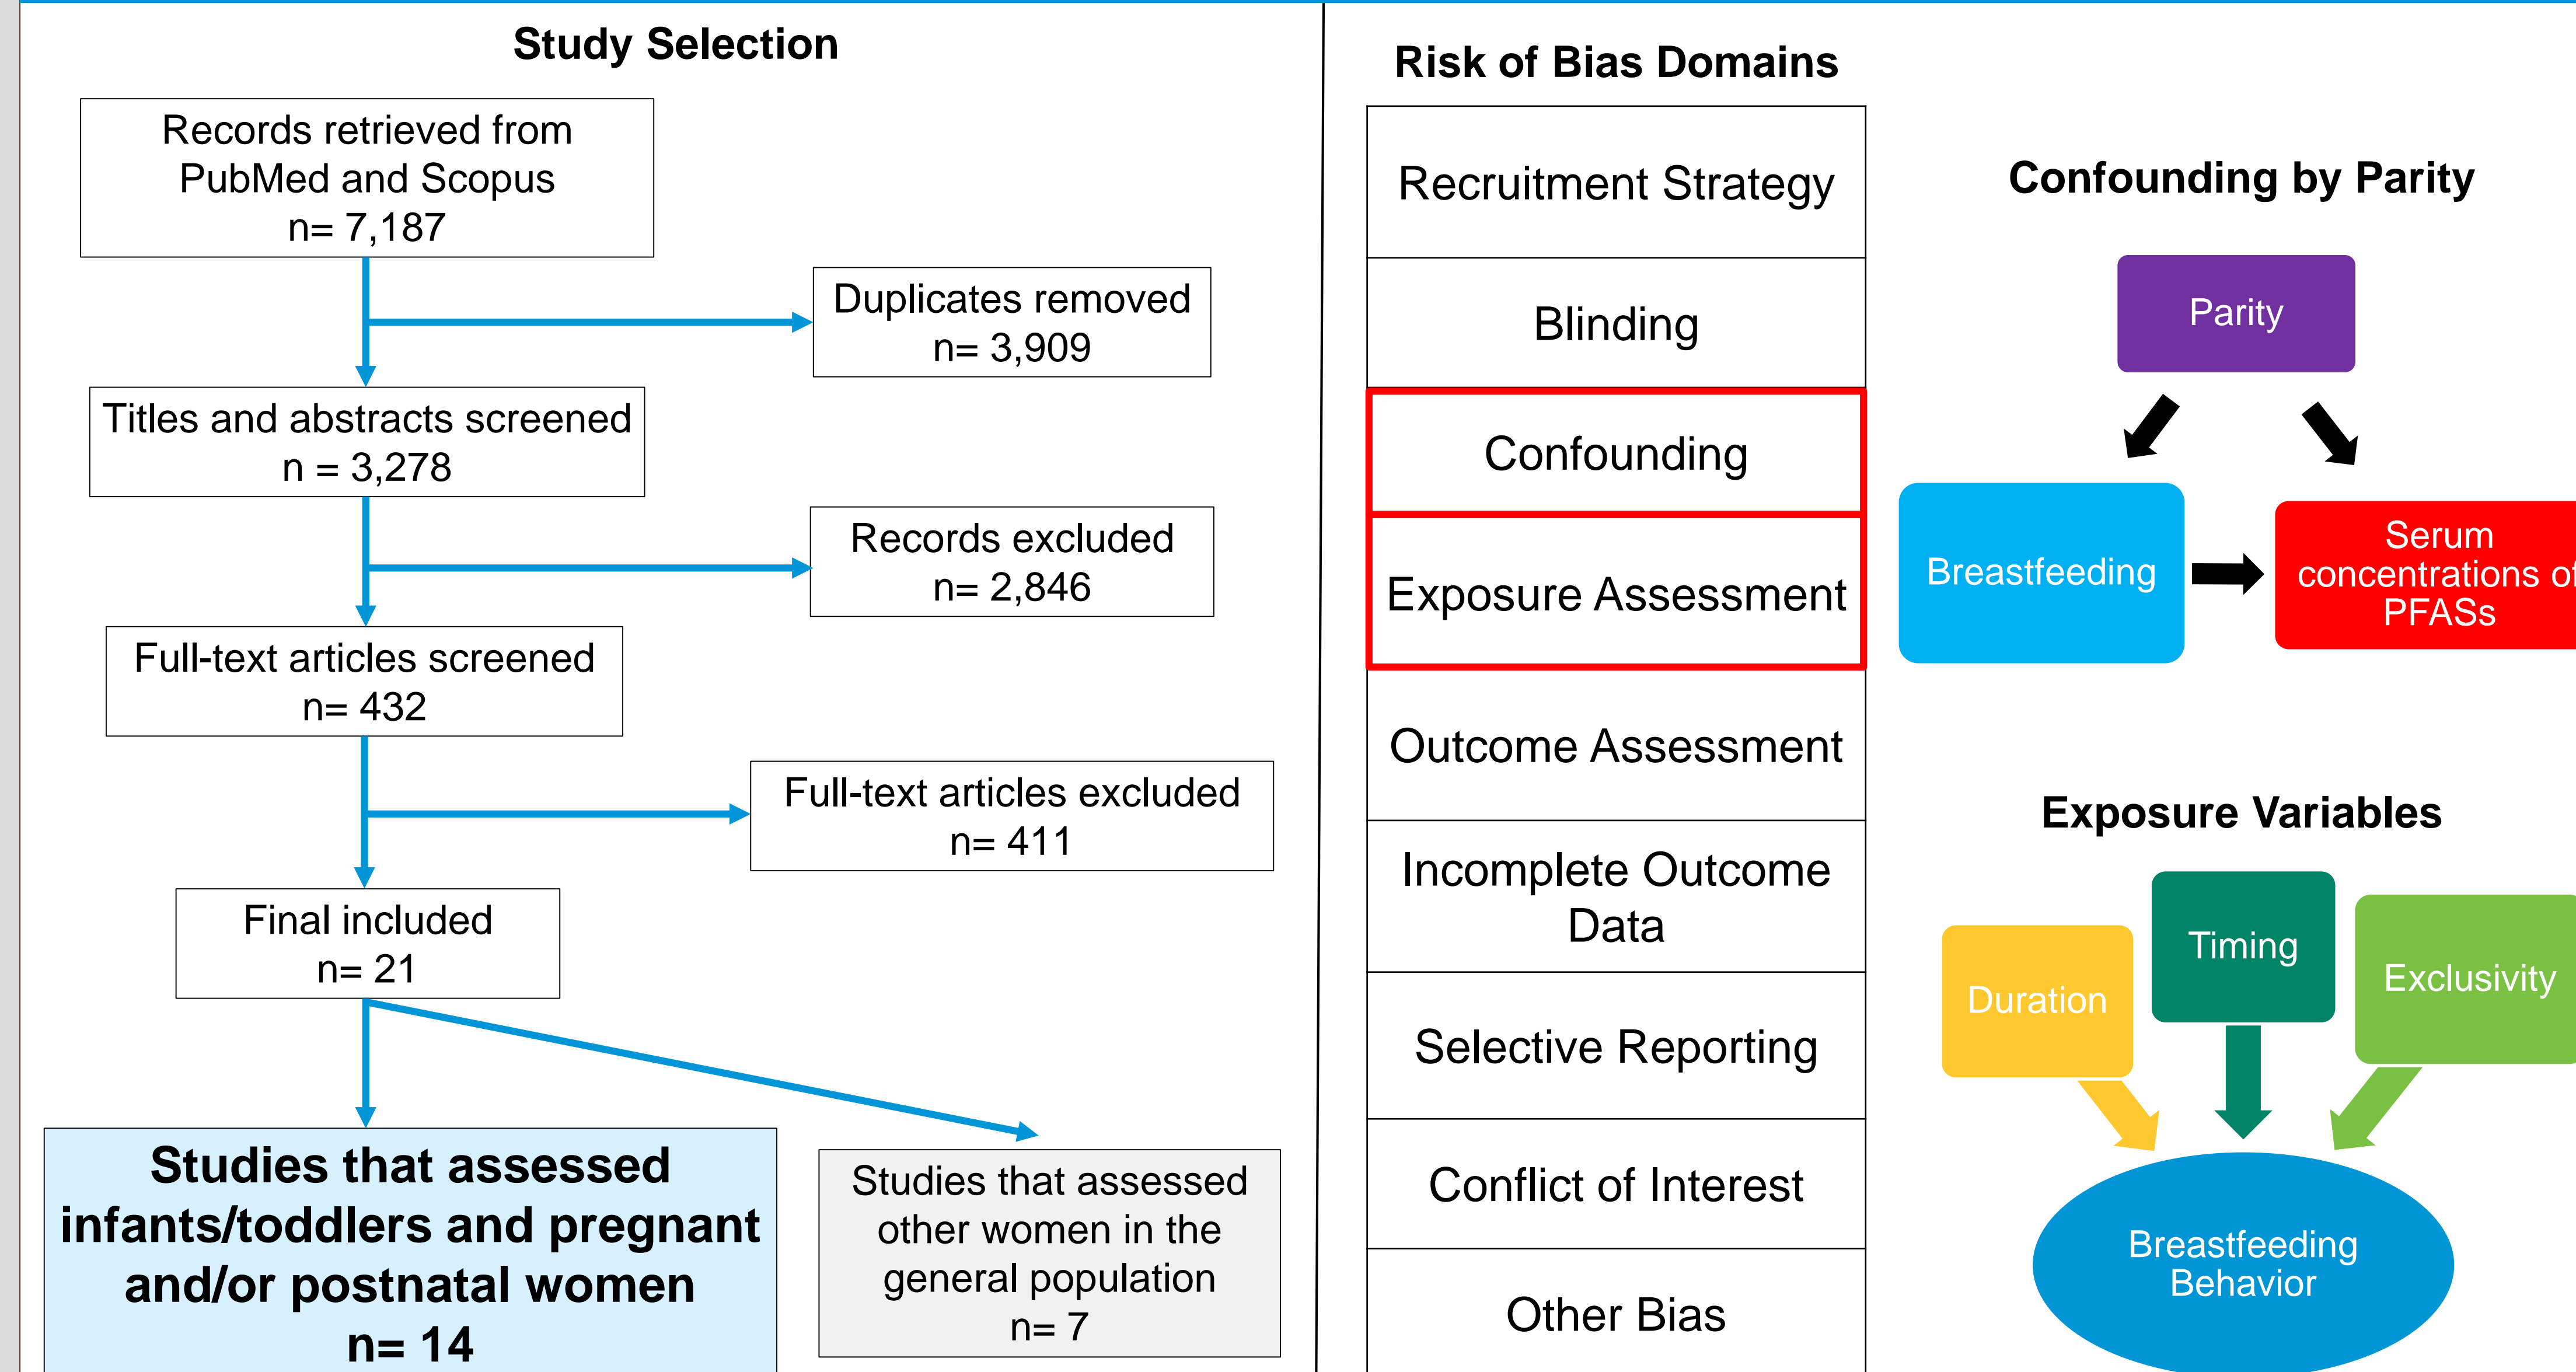 Study Selection
Records retrieved from
PubMed and Scopus
n= 7,187
Duplicates removed
n= 3,909
Titles and abstracts screened
n = 3,278
Records excluded
n= 2,846
Full-text articles screened
n= 432
Full-text articles excluded
n= 411
Final included
n= 21
Studies that assessed
infants/toddlers and pregnant
and/or postnatal women
n= 14
Studies that assessed
other women in the
general population
n= 7
Risk of Bias Domains
Recruitment Strategy
Blinding
Confounding
Exposure Assessment
Outcome Assessment
Incomplete Outcome
Data
Selective Reporting
Conflict of Interest
Other Bias
Confounding by Parity
Parity
Breastfeeding
Serum
concentrations of
PFASs
Exposure Variables
Duration
Timing
Exclusivity
Breastfeeding
Behavior